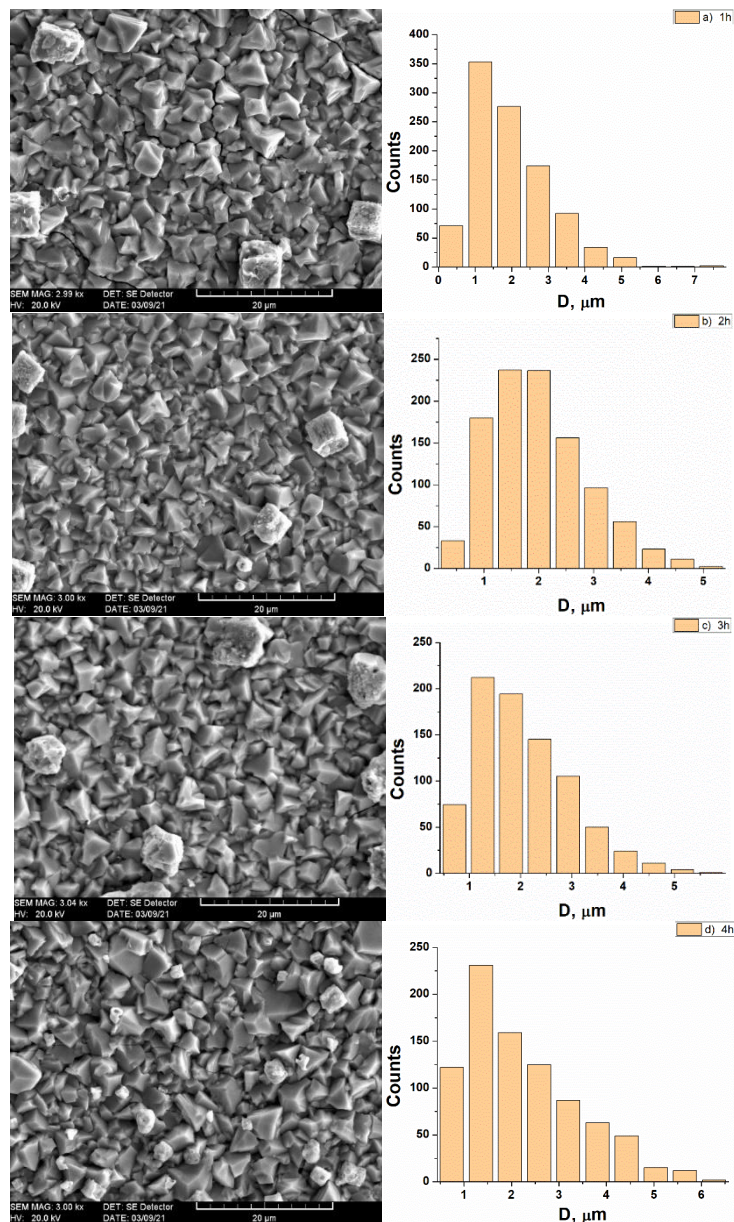 a) 1h
400
350
300
250
200
150
100
50
0
Counts
0 1 2 3 4 5 6 7
D, μm
SEM MAG: 2.99 kx DET: SE Detector
HV: 20.0 kV DATE: 03/09/21 20 μm
b) 2h
250
200
150
100
50
0
Counts
1 2 3 4 5
D, μm
SEM MAG: 3.00 kx DET: SE Detector
HV: 20.0 kV DATE: 03/09/21 20 μm
c) 3h
250
200
150
100
50
0
Counts
1 2 3 4 5
D, μm
SEM MAG: 3.04 kx DET: SE Detector
HV: 20.0 kV DATE: 03/09/21 20 μm
d) 4h
250
200
150
100
50
0
Counts
1 2 3 4 5 6
D, μm
SEM MAG: 3.00 kx DET: SE Detector
HV: 20.0 kV DATE: 03/09/21 20 μm